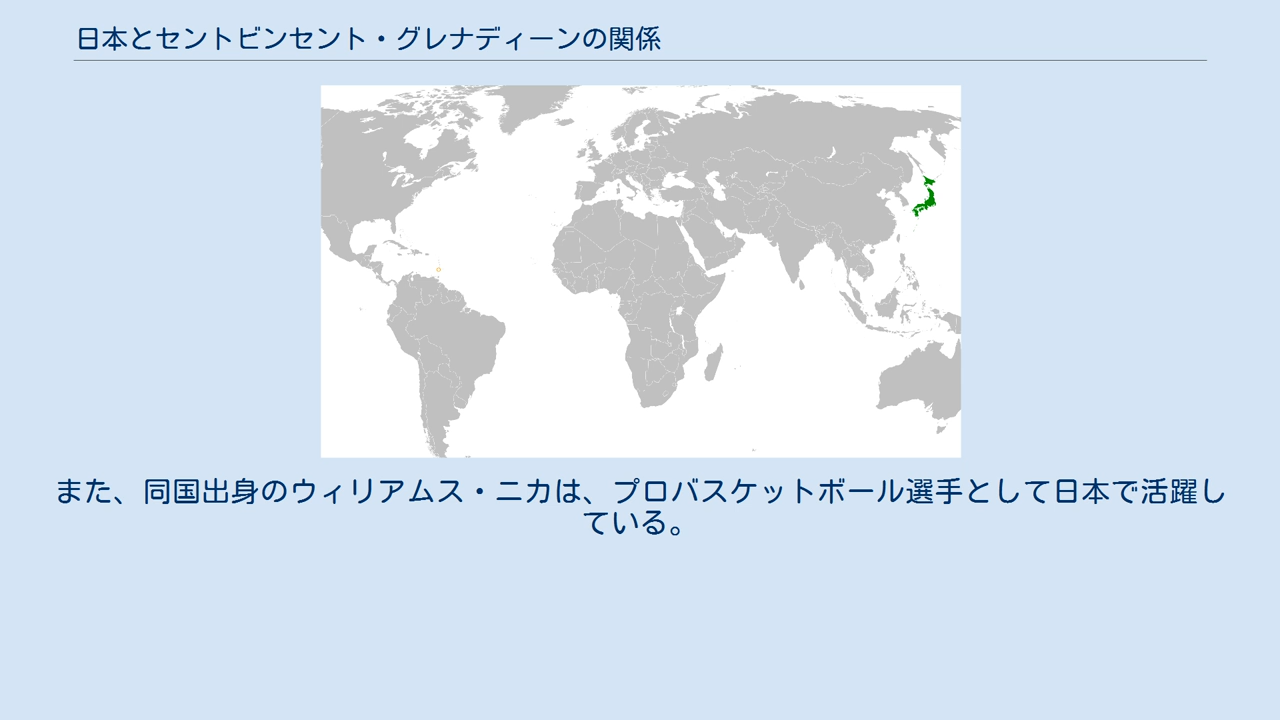 日本とセントビンセント・グレナディーンの関係
また、同国出身のウィリアムス・ニカは、プロバスケットボール選手として日本で活躍し
ている。